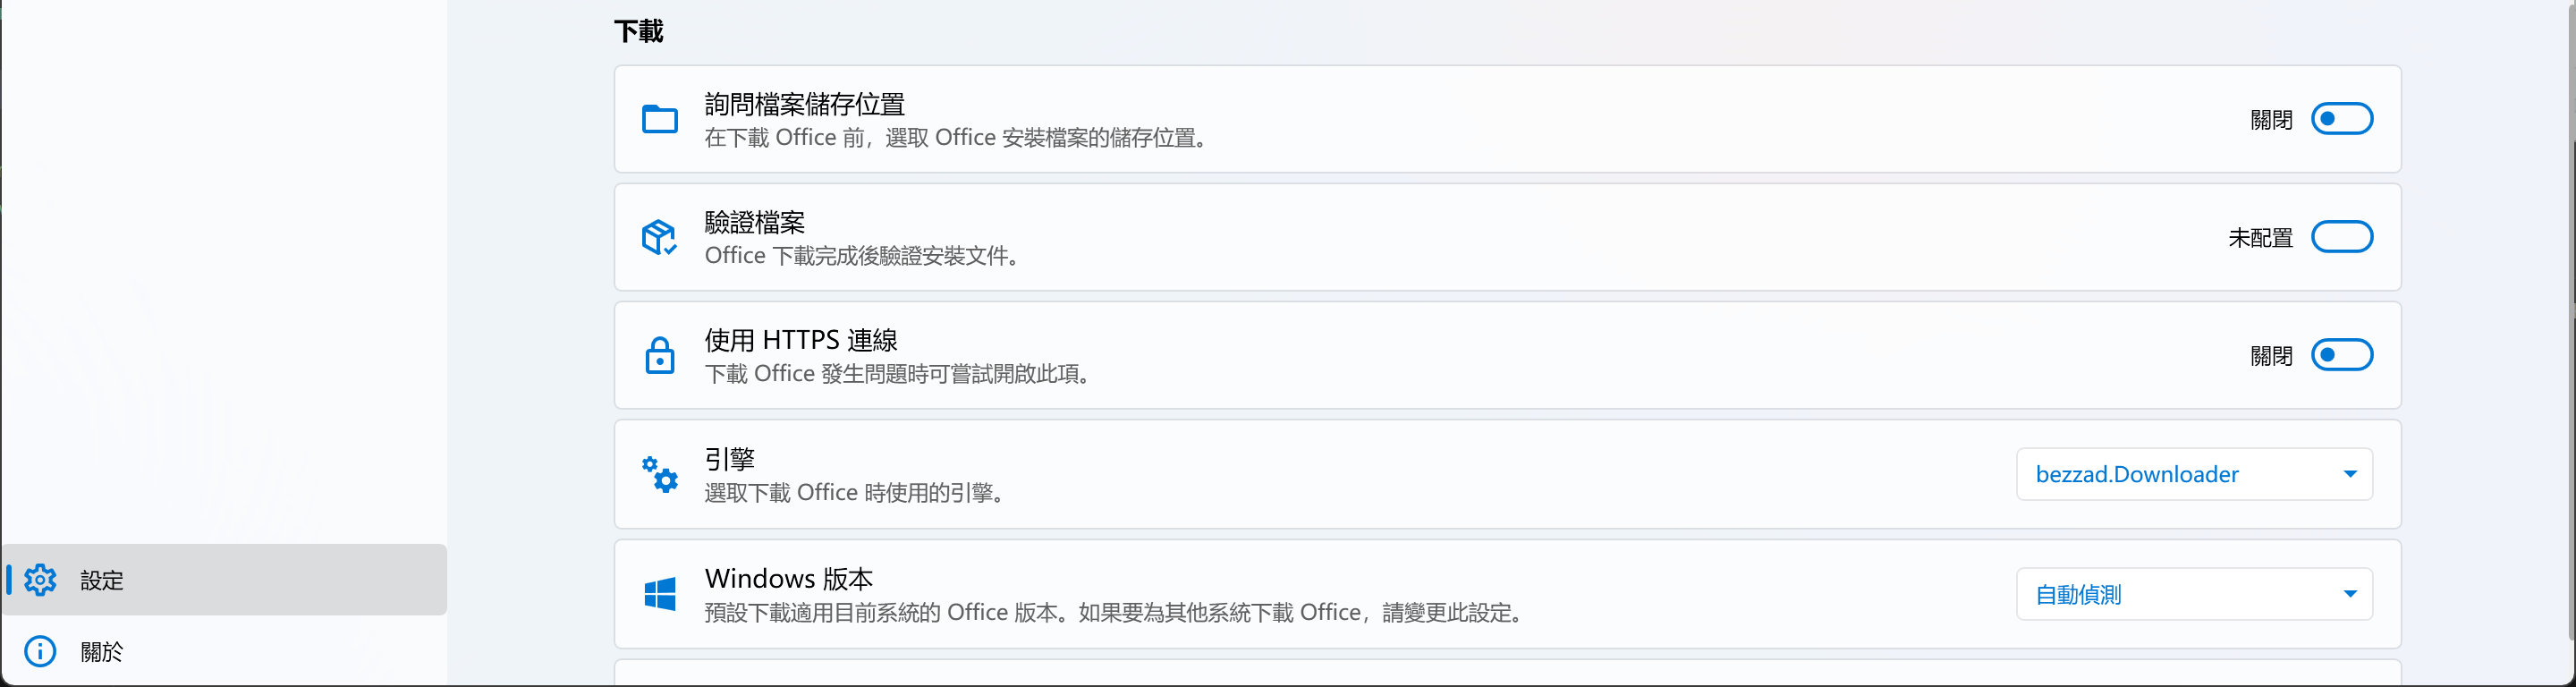 下載
詢問檔案儲存位置
在下載 Office 前，選取 Office 安裝檔案的儲存位置。
關閉
驗證檔案
Office 下載完成後驗證安裝文件。
未配置
使用 HTTPS 連線
下載 Office 發生問題時可嘗試開啟此項。
關閉
引擎
選取下載 Office 時使用的引擎。
bezzad.Downloader
Windows 版本
預設下載適用目前系統的 Office 版本。如果要為其他系統下載 Office，請變更此設定。
自動偵測
設定
關於